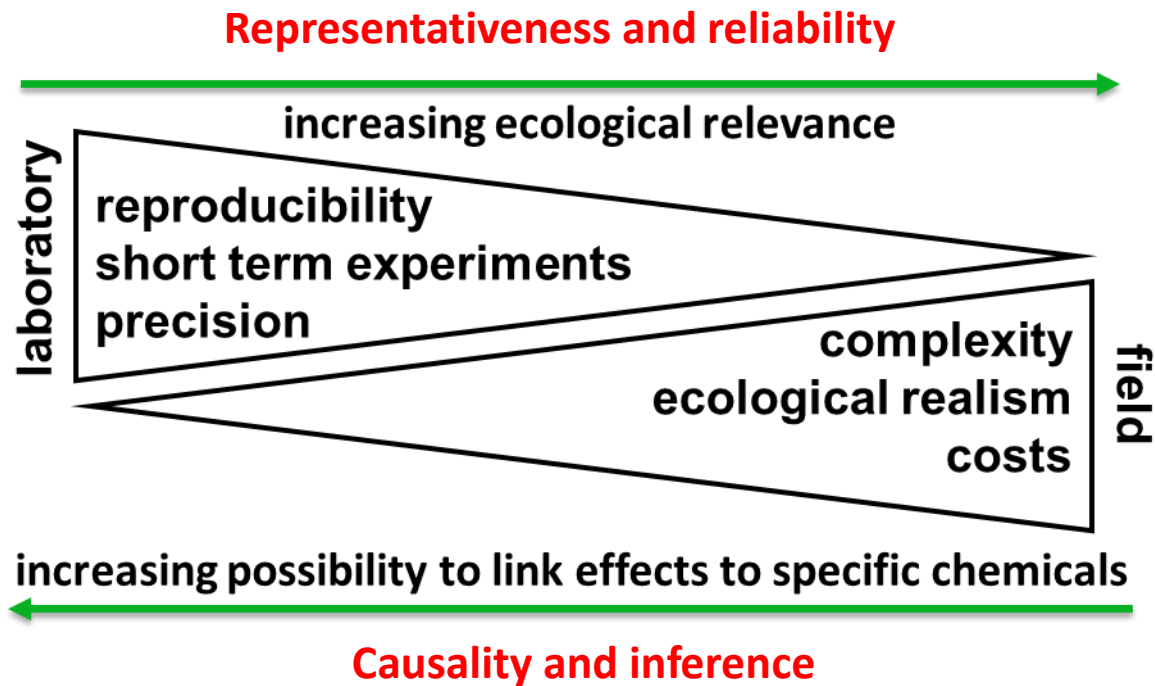 Representativeness and reliability
increasing ecological relevance
laboratory
reproducibility
short term experiments
precision
complexity
ecological realism
costs
field
increasing possibility to link effects to specific chemicals
Causality and inference